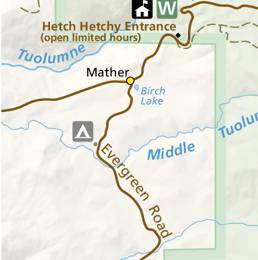 W
Hetch Hetchy Entrance
(open limited hours)
Tuolumne
Mather
Birch
Lake
Evergreen Road
Middle
Tuolu